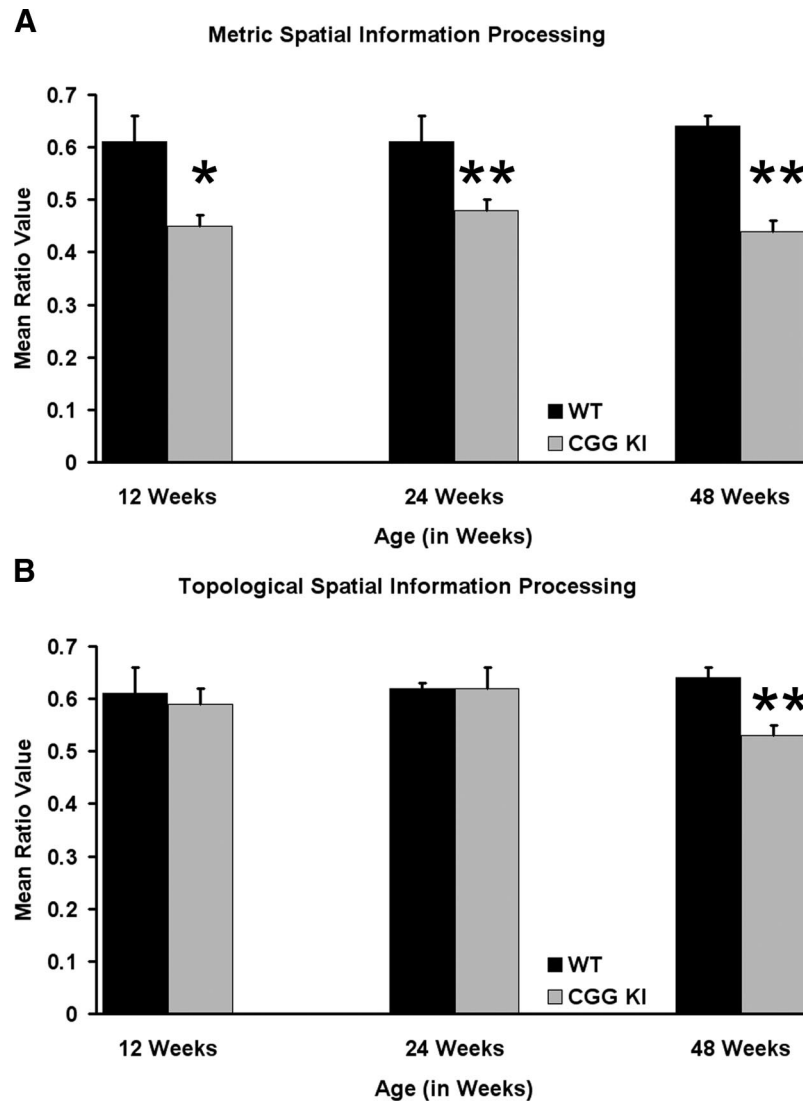 A
Metric Spatial Information Processing
0.7
0.6
0.5
0.4
0.3
0.2
0.1
0
Mean Ratio Value
*
**
**
WT
CGG KI
12 Weeks
24 Weeks
48 Weeks
Age (in Weeks)
B
Topological Spatial Information Processing
0.7
0.6
0.5
0.4
0.3
0.2
0.1
0
Mean Ratio Value
**
WT
CGG KI
12 Weeks
24 Weeks
48 Weeks
Age (in Weeks)